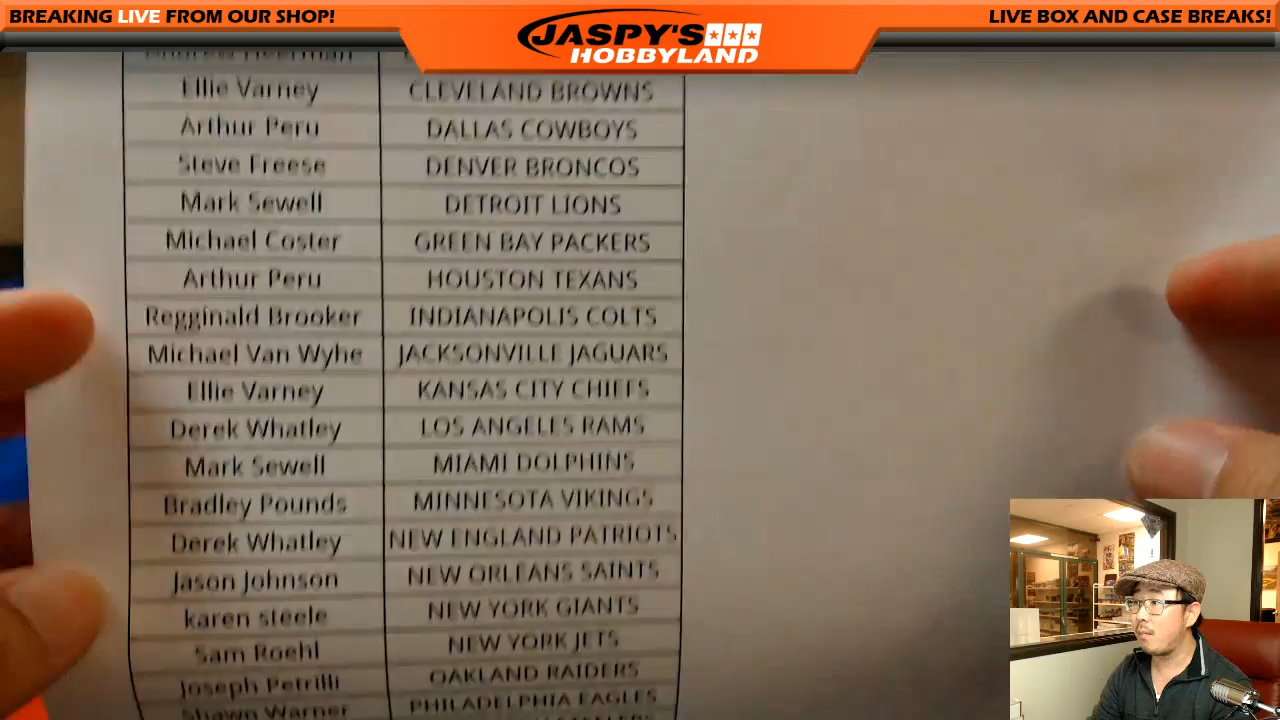 BREAKING LIVE FROM OUR SHOP!
JASPY'S
HOBBYLAND
LIVE BOX AND CASE BREAKS!
Ellie Varney CLEVELAND BROWNS
Arthur Peru DALLAS COWBOYS
Steve Freese DENVER BRONCOS
Mark Sewell DETROIT LIONS
Michael Coster GREEN BAY PACKERS
Arthur Peru HOUSTON TEXANS
Regginald Brooker INDIANAPOLIS COLTS
Michael Van Wyhe JACKSONVILLE JAGUARS
Ellie Varney KANSAS CITY CHIEFS
Derek Whatley LOS ANGELES RAMS
Mark Sewell MIAMI DOLPHINS
Bradley Pounds MINNESOTA VIKINGS
Derek Whatley NEW ENGLAND PATRIOTS
Jason Johnson NEW ORLEANS SAINTS
karen steele NEW YORK GIANTS
Sam Roehl NEW YORK JETS
Joseph Petrilli OAKLAND RAIDERS
Shawn Warner PHILADELPHIA EAGLES